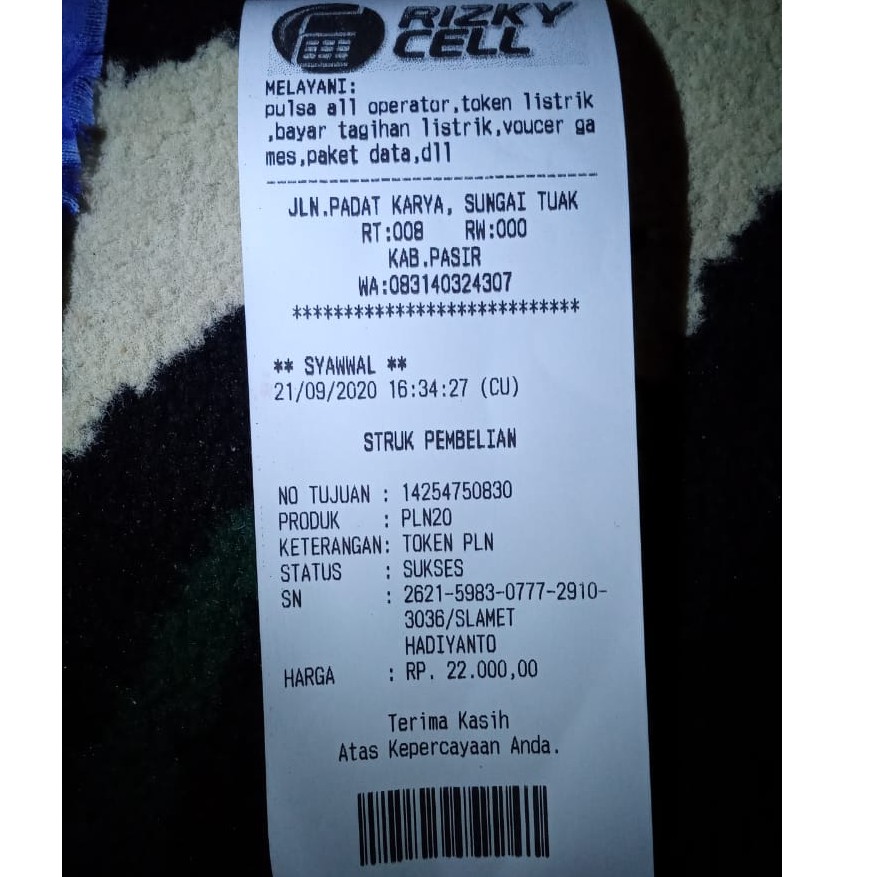 RIZKY
CELL
MELAYANI:
pulsa all operator,token listrik
,bayar tagihan listrik,voucer ga
mes,paket data,dll
--------------------------------
JLN.PADAT KARYA, SUNGAI TUAK
RT:008 RW:000
KAB.PASIR
WA:083140324307
****************************
** SYAWWAL **
21/09/2020 16:34:27 (CU)
STRUK PEMBELIAN
NO TUJUAN : 14254750830
PRODUK : PLN20
KETERANGAN: TOKEN PLN
STATUS : SUKSES
SN : 2621-5983-0777-2910-
3036/SLAMET
HADIYANTO
HARGA : RP. 22.000,00
Terima Kasih
Atas Kepercayaan Anda.